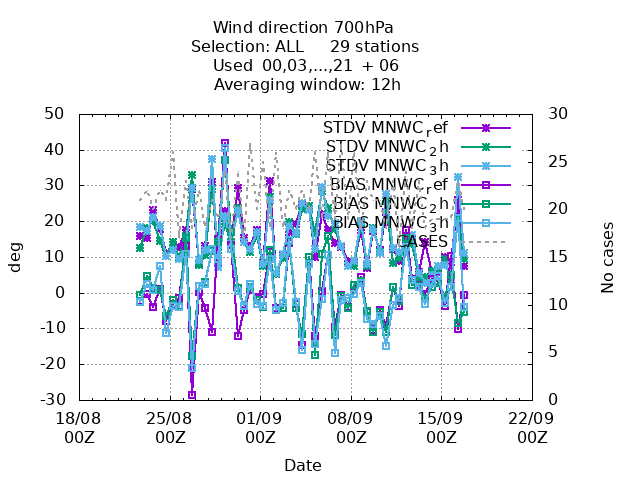 Wind direction 700hPa
Selection: ALL 29 stations
Used 00,03,...,21 + 06
Averaging window: 12h
50
40
30
20
10
0
-10
-20
-30
deg
30
25
20
15
10
5
0
No cases
STDV MNWC_ref
STDV MNWC_2h
STDV MNWC_3h
BIAS MNWC_ref
BIAS MNWC_2h
BIAS MNWC_3h
CASES
18/08 25/08 01/09 08/09 15/09 22/09
00Z 00Z 00Z 00Z 00Z 00Z
Date